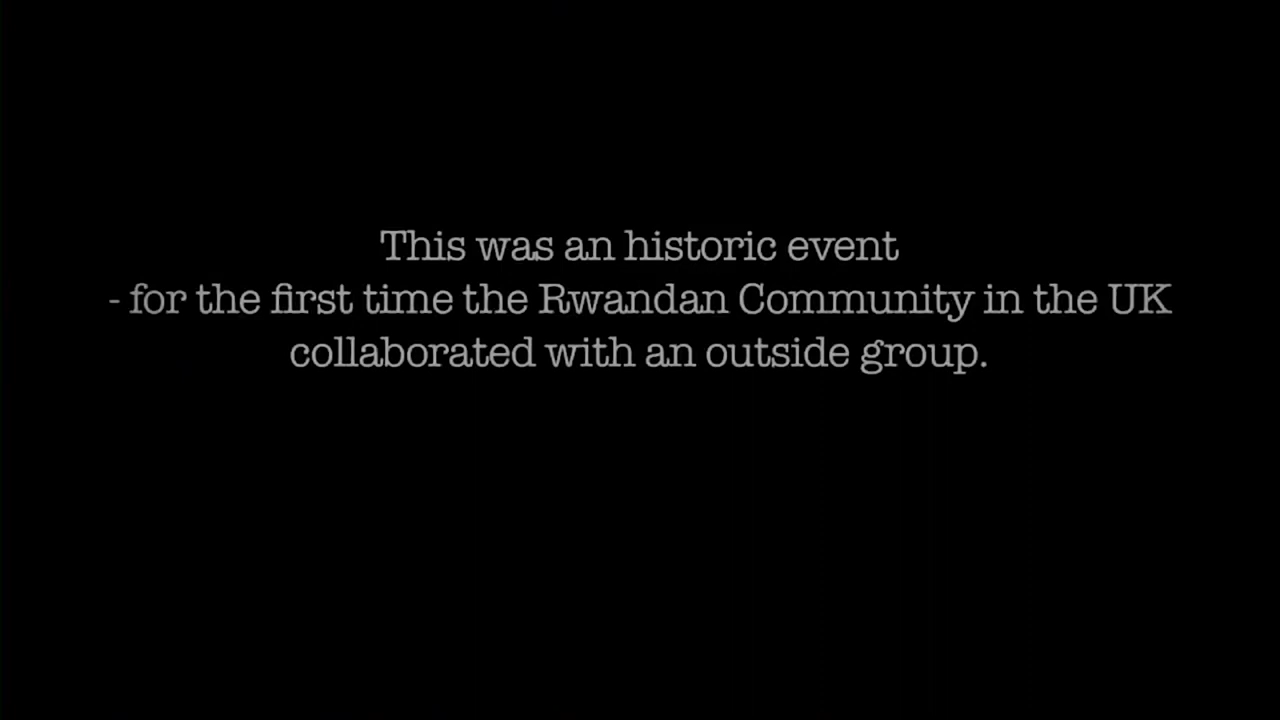 This was an historic event
- for the first time the Rwandan Community in the UK
collaborated with an outside group.